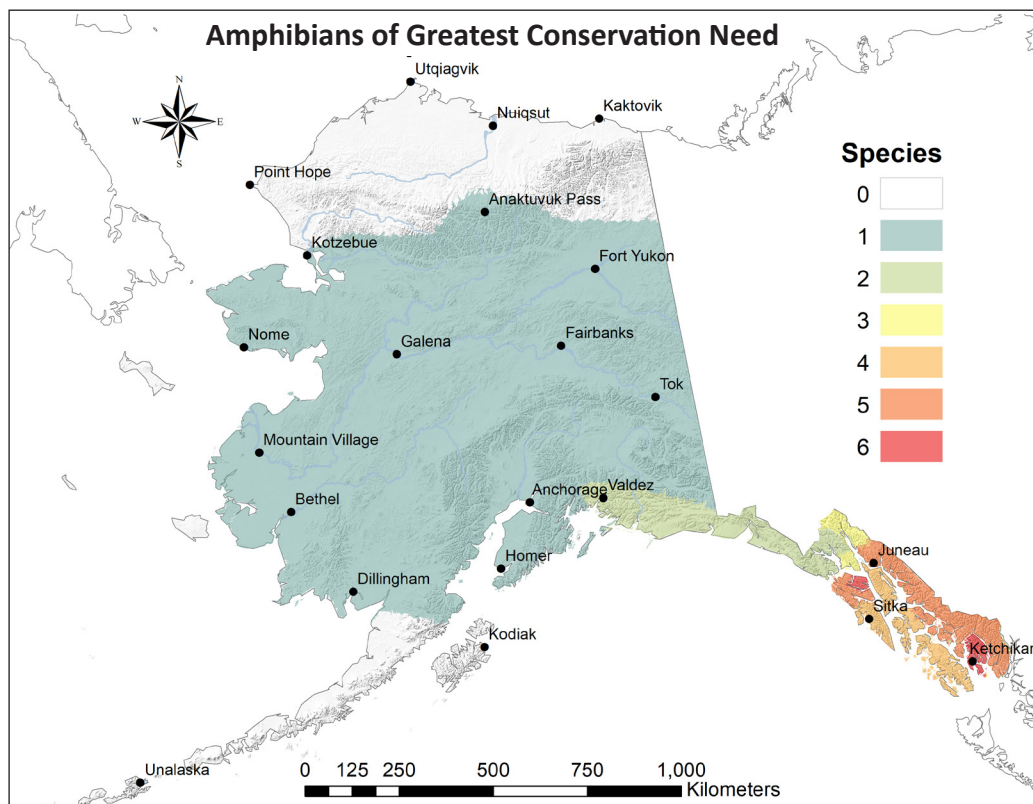 Amphibians of Greatest Conservation Need
Utqiagvik
N
W E
S
Nuiqsut
Kaktovik
Point Hope
Anaktuvuk Pass
Kotzebue
Fort Yukon
Nome
Galena
Fairbanks
Tok
Mountain Village
Bethel
Anchorage
Valdez
Homer
Dillingham
Kodiak
Juneau
Sitka
Ketchikan
Unalaska
Species
0
1
2
3
4
5
6
0 125 250 500 750 1,000
Kilometers